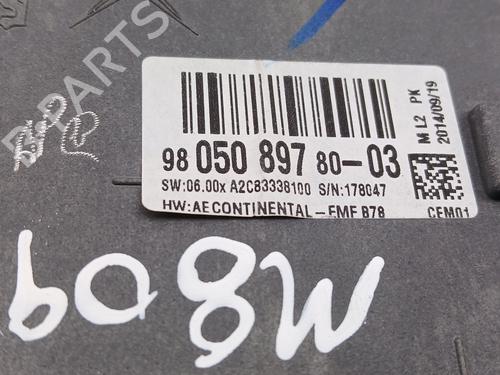 98 050 897 80-03
SW:06.00x A2C83338100 S/N:178047
HW:AE CONTINENTAL-EMF B78
M L2 PK
2014/09/19
CEM01
M809
PARTS